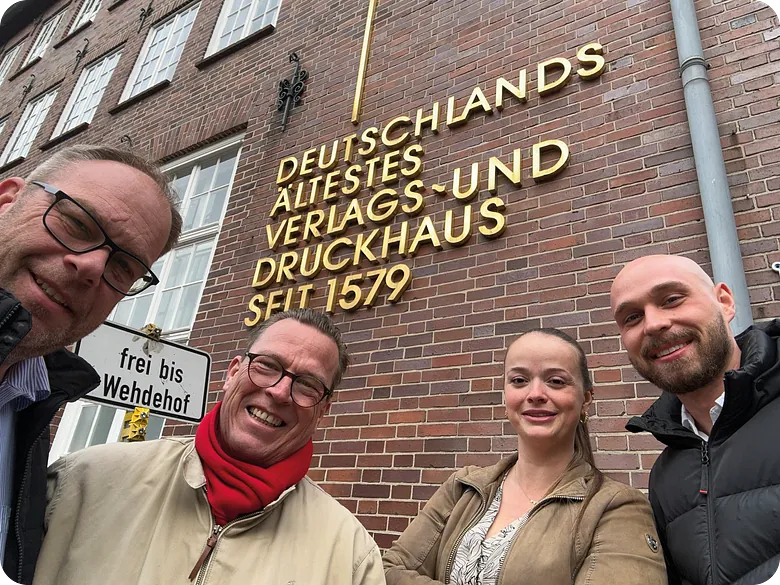 DEUTSCHLANDS
ÄLTESTES
VERLAGS-UND
DRUCKHAUS
SEIT 1579
frei bis
Wehdehof